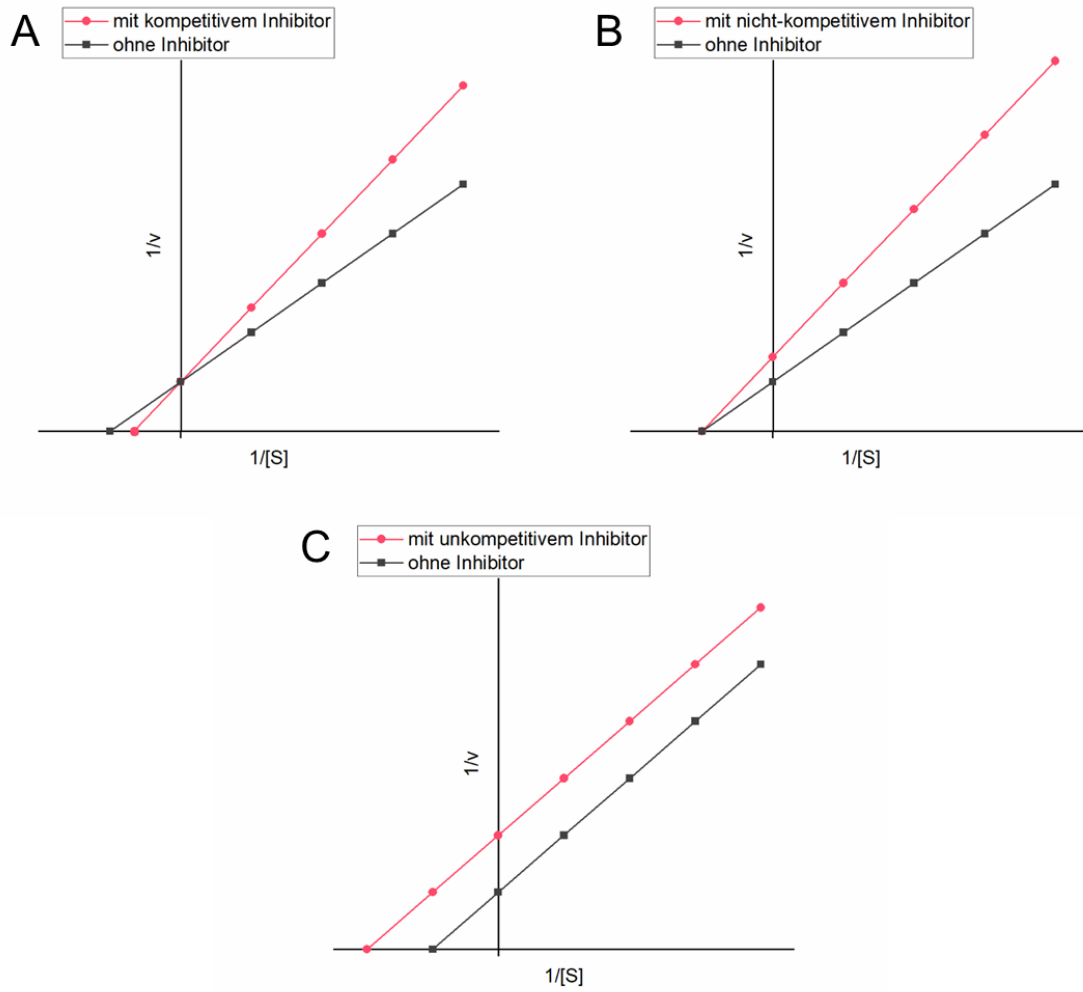 A
mit kompetitivem Inhibitor
ohne Inhibitor
1/v
1/[S]
B
mit nicht-kompetitivem Inhibitor
ohne Inhibitor
1/v
1/[S]
C
mit unkompetitivem Inhibitor
ohne Inhibitor
1/v
1/[S]